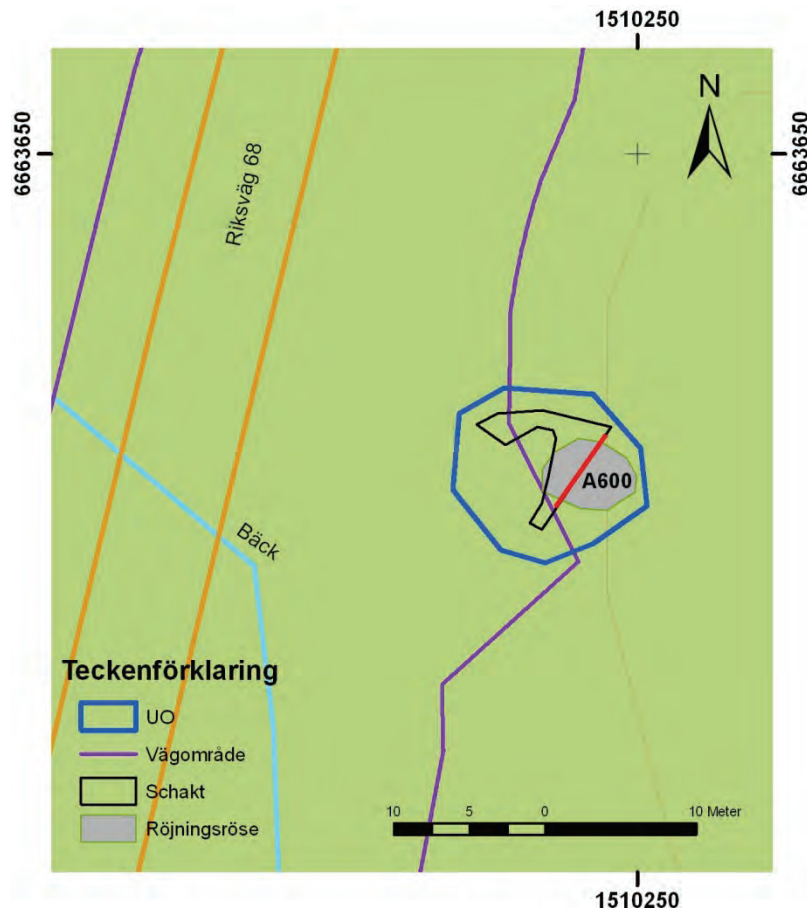 1510250
N
6663650
6663650
Riksväg 68
A600
Bäck
Teckenförklaring
UO
Vägområde
Schakt
Röjningsröse
10 5 0 10 Meter
1510250